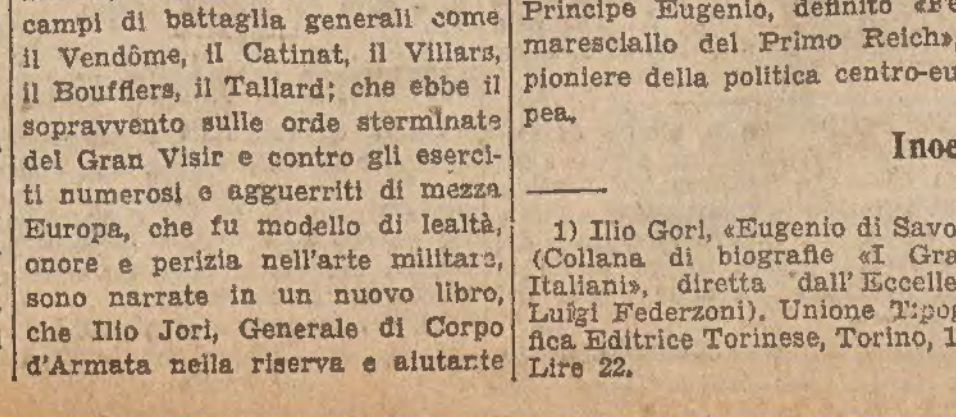 campi di battaglia generali come
il Vendôme, il Catinat, il Villars,
il Boufflers, il Tallard; che ebbe il
sopravvento sulle orde sterminate
del Gran Visir e contro gli eserci-
ti numerosi e agguerriti di mezza
Europa, che fu modello di lealtà,
onore e perizia nell'arte militare,
sono narrate in un nuovo libro,
che Ilio Jori, Generale di Corpo
d'Armata nella riserva e aiutante
Principe Eugenio, definito
maresciallo del Primo Reich»,
pioniere della politica centro-eu
pea.
Inoe
1) Ilio Gori, «Eugenio di Savo
(Collana di biografie «I Gra
Italiani», diretta dall' Eccelle
Luigi Federzoni). Unione Tipog
fica Editrice Torinese, Torino, 1
Lire 22.